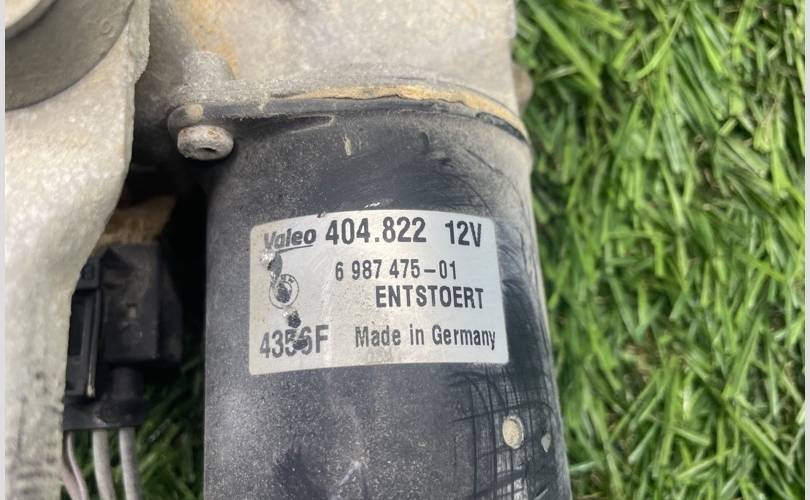 Valeo 404.822 12V
6 987 475-01
ENTSTOERT
Made in Germany